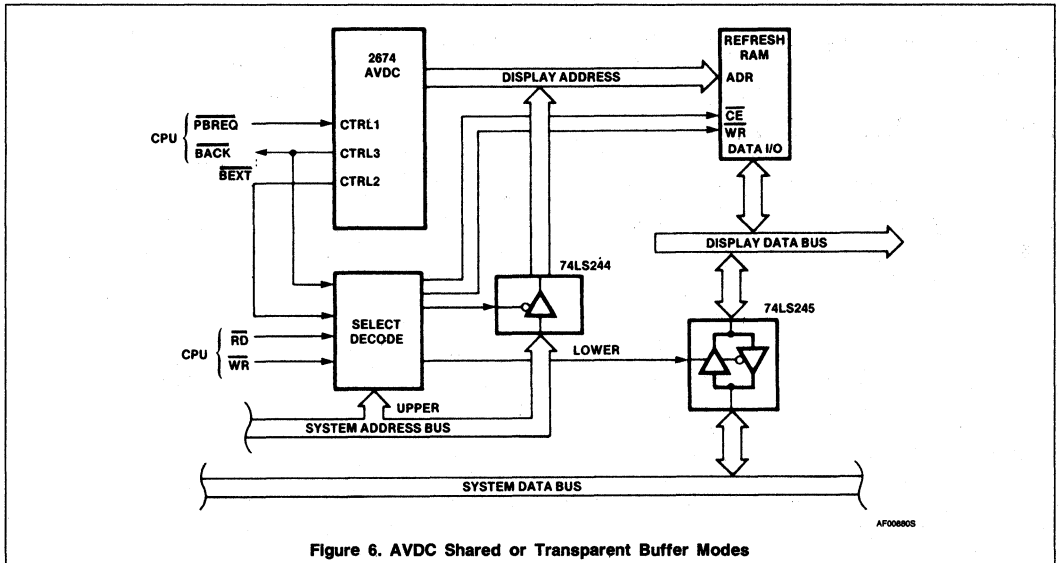 2674
AVDC
REFRESH
RAM
DISPLAY ADDRESS
ADR
CPU
PBREQ
CTRL1
CE
WR
BACK
CTRL3
DATA I/O
BEXT
CTRL2
DISPLAY DATA BUS
74LS244
74LS245
SELECT
DECODE
CPU
RD
WR
LOWER
UPPER
SYSTEM ADDRESS BUS
SYSTEM DATA BUS
AF00880S
Figure 6. AVDC Shared or Transparent Buffer Modes